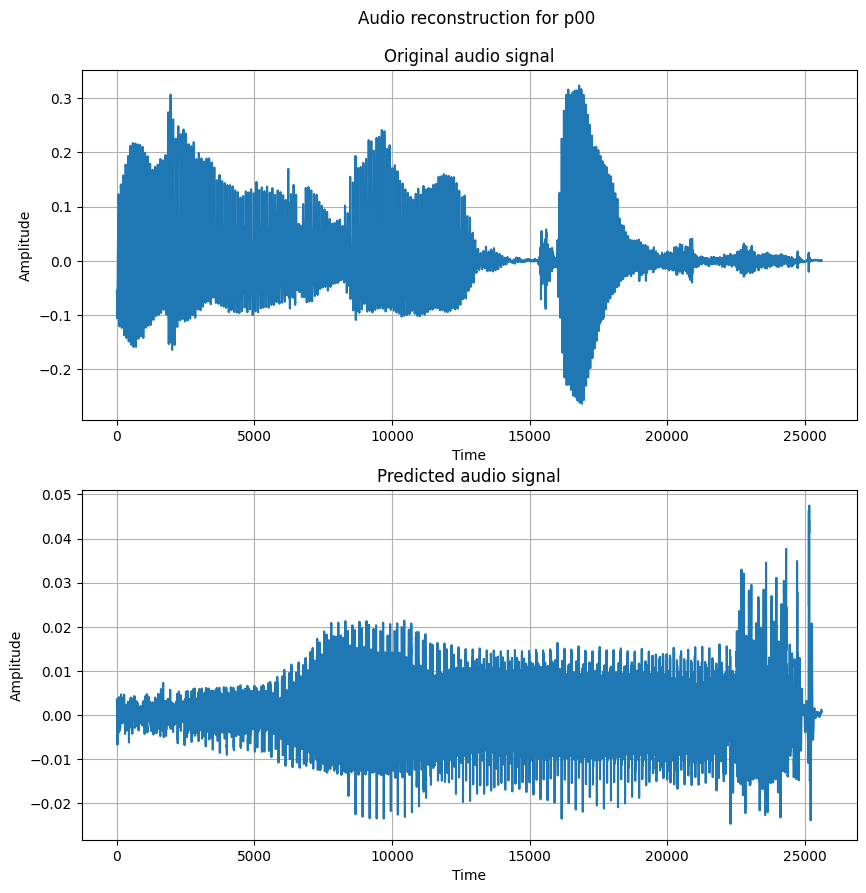 Audio reconstruction for p00
Original audio signal
0.3
0.2
0.1
0.0
−0.1
−0.2
Amplitude
0 5000 10000 15000 20000 25000
Time
Predicted audio signal
0.05
0.04
0.03
0.02
0.01
0.00
−0.01
−0.02
Amplitude
0 5000 10000 15000 20000 25000
Time